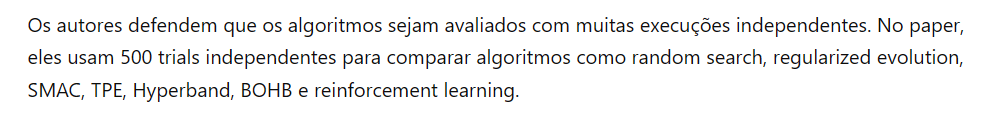 Os autores defendem que os algoritmos sejam avaliados com muitas execuções independentes. No paper,
eles usam 500 trials independentes para comparar algoritmos como random search, regularized evolution,
SMAC, TPE, Hyperband, BOHB e reinforcement learning.